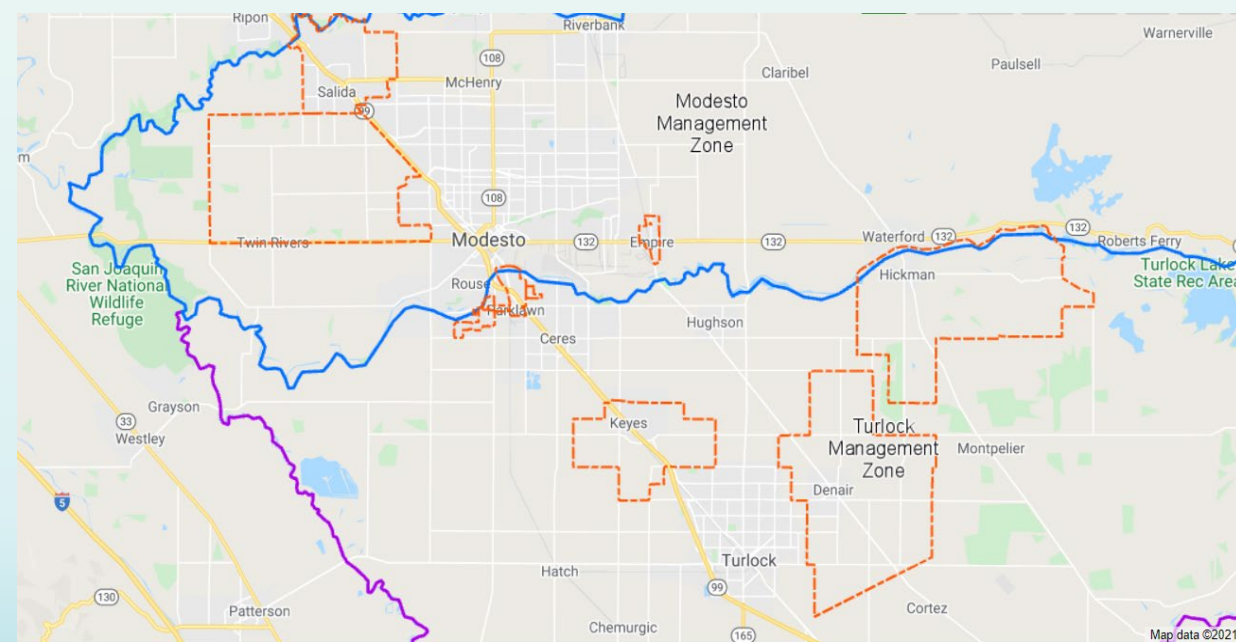 Ripon
Riverbank
Warnerville
108
Paulsell
Claribel
McHenry
Salida
99
Modesto
Management
Zone
em
108
Twin Rivers
Modesto
132
Empire
132
Waterford
132
132
Roberts Ferry
San Joaquin
River National
Wildlife
Refuge
Rouse
Hickman
Turlock Lake
State Rec Area
Parklawn
Hughson
Ceres
Grayson
33
Westley
Keyes
Turlock
Management
Zone
Montpelier
Denair
5
Turlock
Hatch
99
130
Patterson
Cortez
Chemurgic
165
Map data ©2021